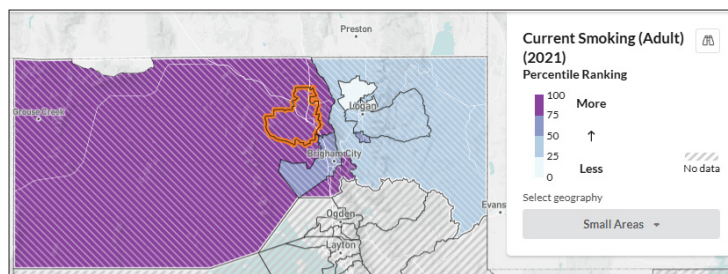 Preston
Grouse Creek
Logan
Brigham City
Ogden
Layton
Evans
Current Smoking (Adult)
(2021)
Percentile Ranking
100
75
50
25
0
More
↑
Less
No data
Select geography
Small Areas